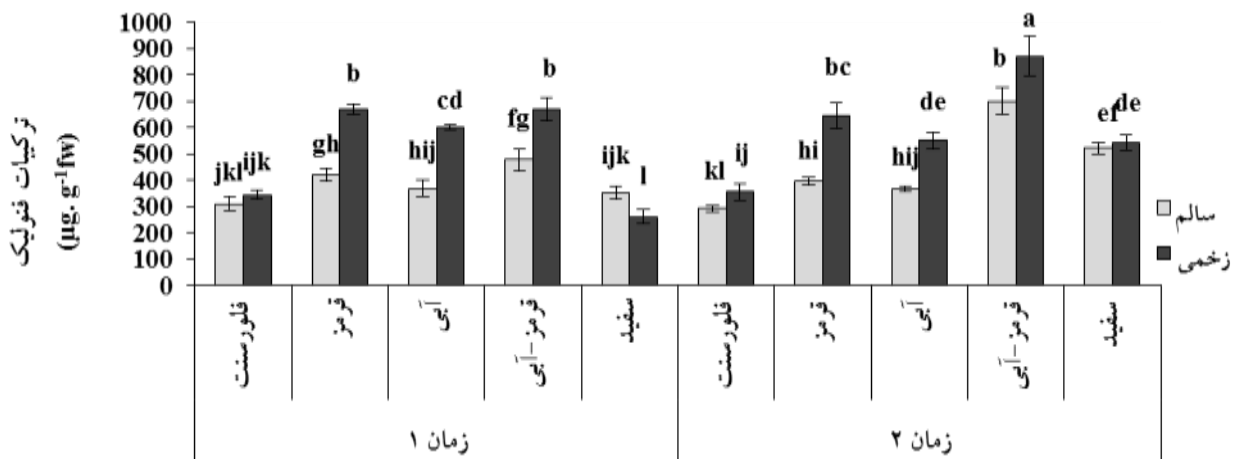 ترکیبات فنولیک
(µg. g-1fw)
1000
900
800
700
600
500
400
300
200
100
0
jkl ijk gh b hij cd fg b ijk l kl ij hi bc hij de b a ef de
سالم
زخمی
فلورسنت قرمز آبی قرمز-آبی سفید فلورسنت قرمز آبی قرمز-آبی سفید
زمان ۱ زمان ۲